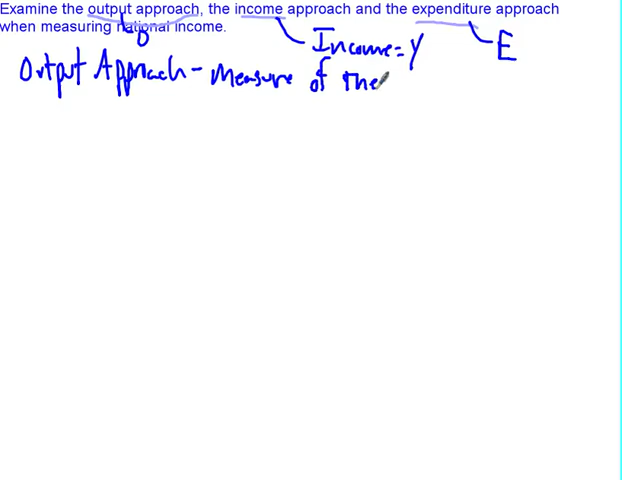 Examine the output approach, the income approach and the expenditure approach
when measuring national income.
O
Income = Y
E
Output Approach - Measure of the